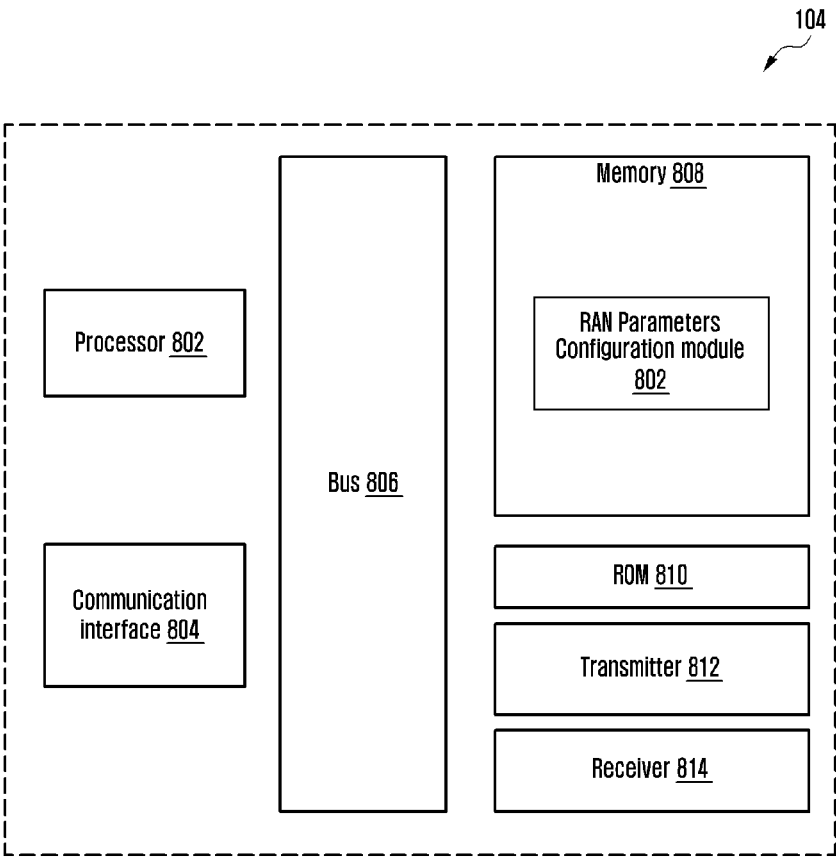 104
Memory 808
RAN Parameters
Configuration module
802
Processor 802
Bus 806
Communication
interface 804
ROM 810
Transmitter 812
Receiver 814